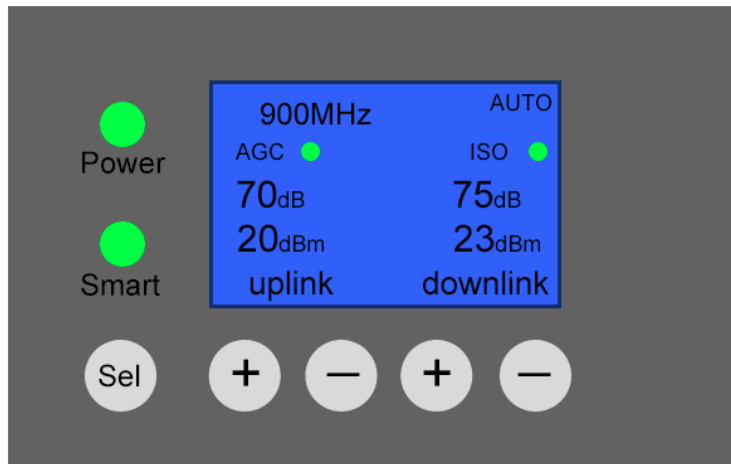 900MHz AUTO
Power AGC ISO
70dB 75dB
20dBm 23dBm
Smart uplink downlink
Sel + − + −